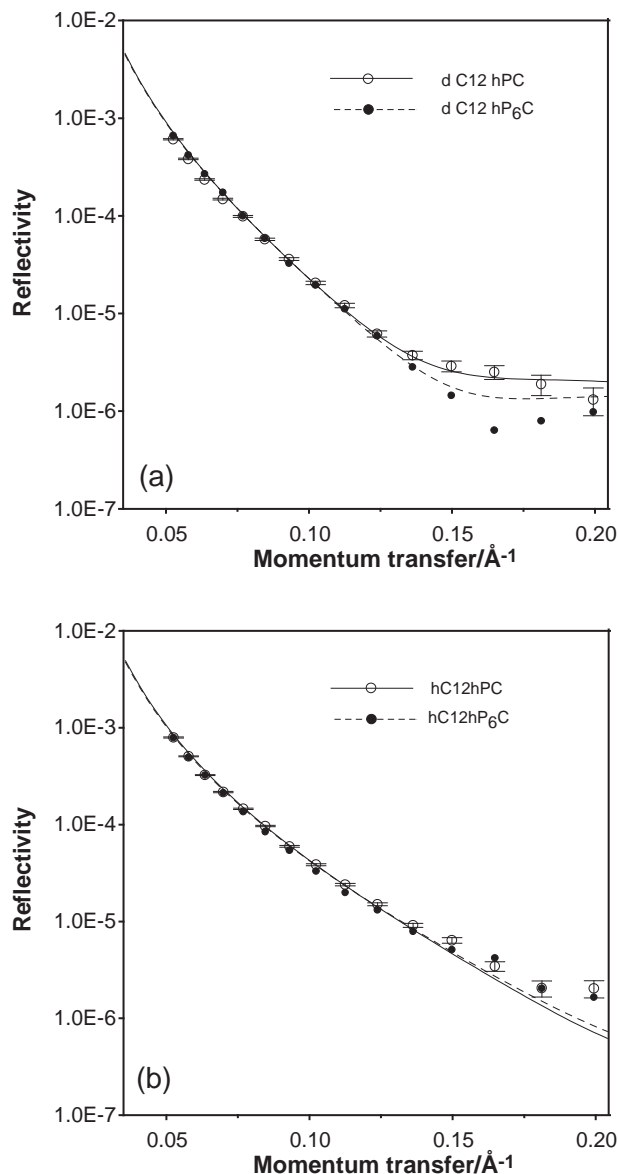 1.0E-2
d C12 hPC
d C12 hP6C
1.0E-3
1.0E-4
Reflectivity
1.0E-5
1.0E-6
(a)
1.0E-7
0.05 0.10 0.15 0.20
Momentum transfer/Å-1
1.0E-2
hC12hPC
hC12hP6C
1.0E-3
1.0E-4
Reflectivity
1.0E-5
1.0E-6
(b)
1.0E-7
0.05 0.10 0.15 0.20
Momentum transfer/Å-1